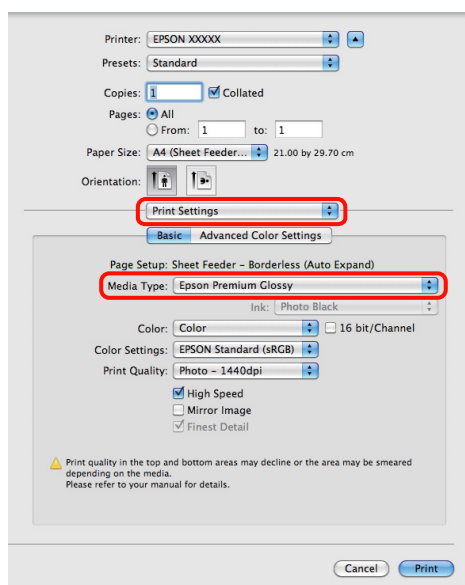 Printer: EPSON XXXXX
Presets: Standard
Copies: 1 Collated
Pages: All
From: 1 to: 1
Paper Size: A4 (Sheet Feeder... 21.00 by 29.70 cm
Orientation:
Print Settings
Basic Advanced Color Settings
Page Setup: Sheet Feeder - Borderless (Auto Expand)
Media Type: Epson Premium Glossy
Ink: Photo Black
Color: Color 16 bit/Channel
Color Settings: EPSON Standard (sRGB)
Print Quality: Photo - 1440dpi
High Speed
Mirror Image
Finest Detail
Print quality in the top and bottom areas may decline or the area may be smeared
depending on the media.
Please refer to your manual for details.
Cancel Print